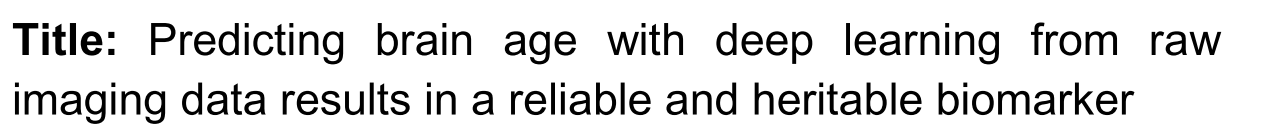 Title: Predicting brain age with deep learning from raw
imaging data results in a reliable and heritable biomarker